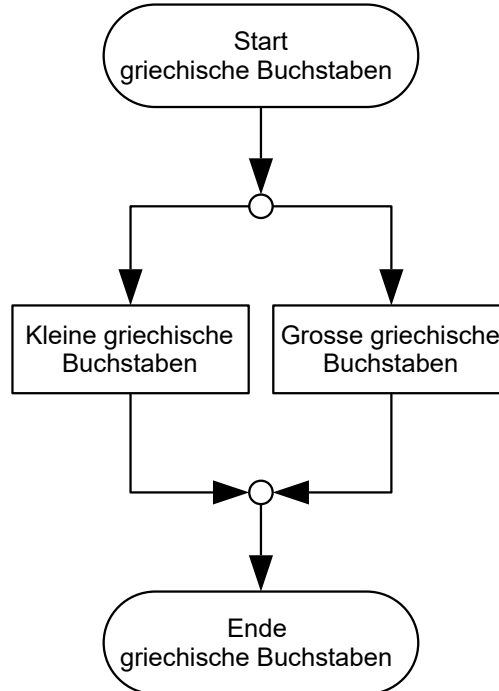 Start
griechische Buchstaben
Kleine griechische
Buchstaben
Grosse griechische
Buchstaben
Ende
griechische Buchstaben